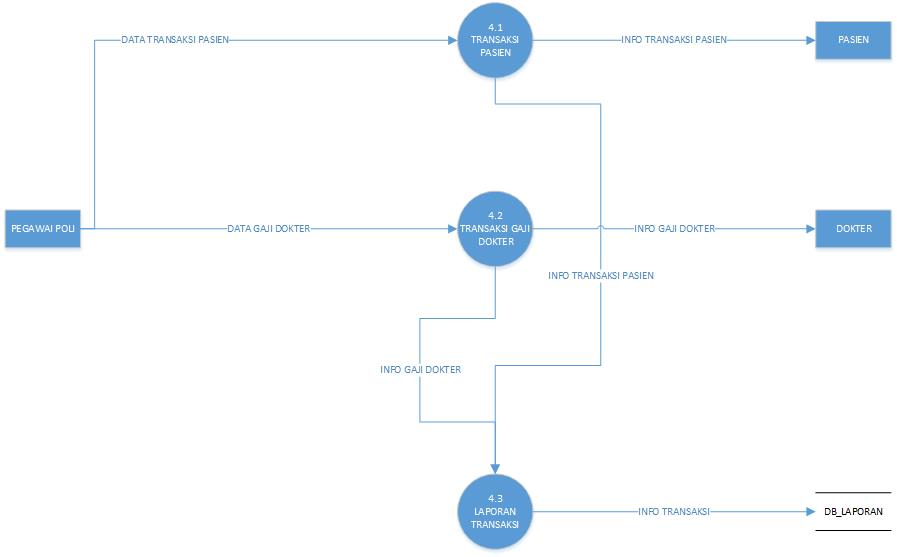 4.1
TRANSAKSI
PASIEN
DATA TRANSAKSI PASIEN
INFO TRANSAKSI PASIEN
PASIEN
PEGAWAI POLI
DATA GAJI DOKTER
4.2
TRANSAKSI GAJI
DOKTER
INFO GAJI DOKTER
DOKTER
INFO TRANSAKSI PASIEN
INFO GAJI DOKTER
4.3
LAPORAN
TRANSAKSI
INFO TRANSAKSI
DB_LAPORAN